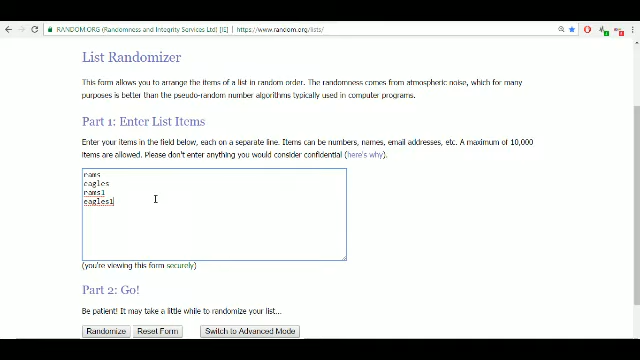 RANDOM.ORG (Randomness and Integrity Services Ltd) [IE] | https://www.random.org/lists/
List Randomizer
This form allows you to arrange the items of a list in random order. The randomness comes from atmospheric noise, which for many
purposes is better than the pseudo-random number algorithms typically used in computer programs.
Part 1: Enter List Items
Enter your items in the field below, each on a separate line. Items can be numbers, names, email addresses, etc. A maximum of 10,000
items are allowed. Please don't enter anything you would consider confidential (here's why).
rams
eagles
rams1
eagles1
(you're viewing this form securely)
Part 2: Go!
Be patient! It may take a little while to randomize your list...
Randomize Reset Form Switch to Advanced Mode